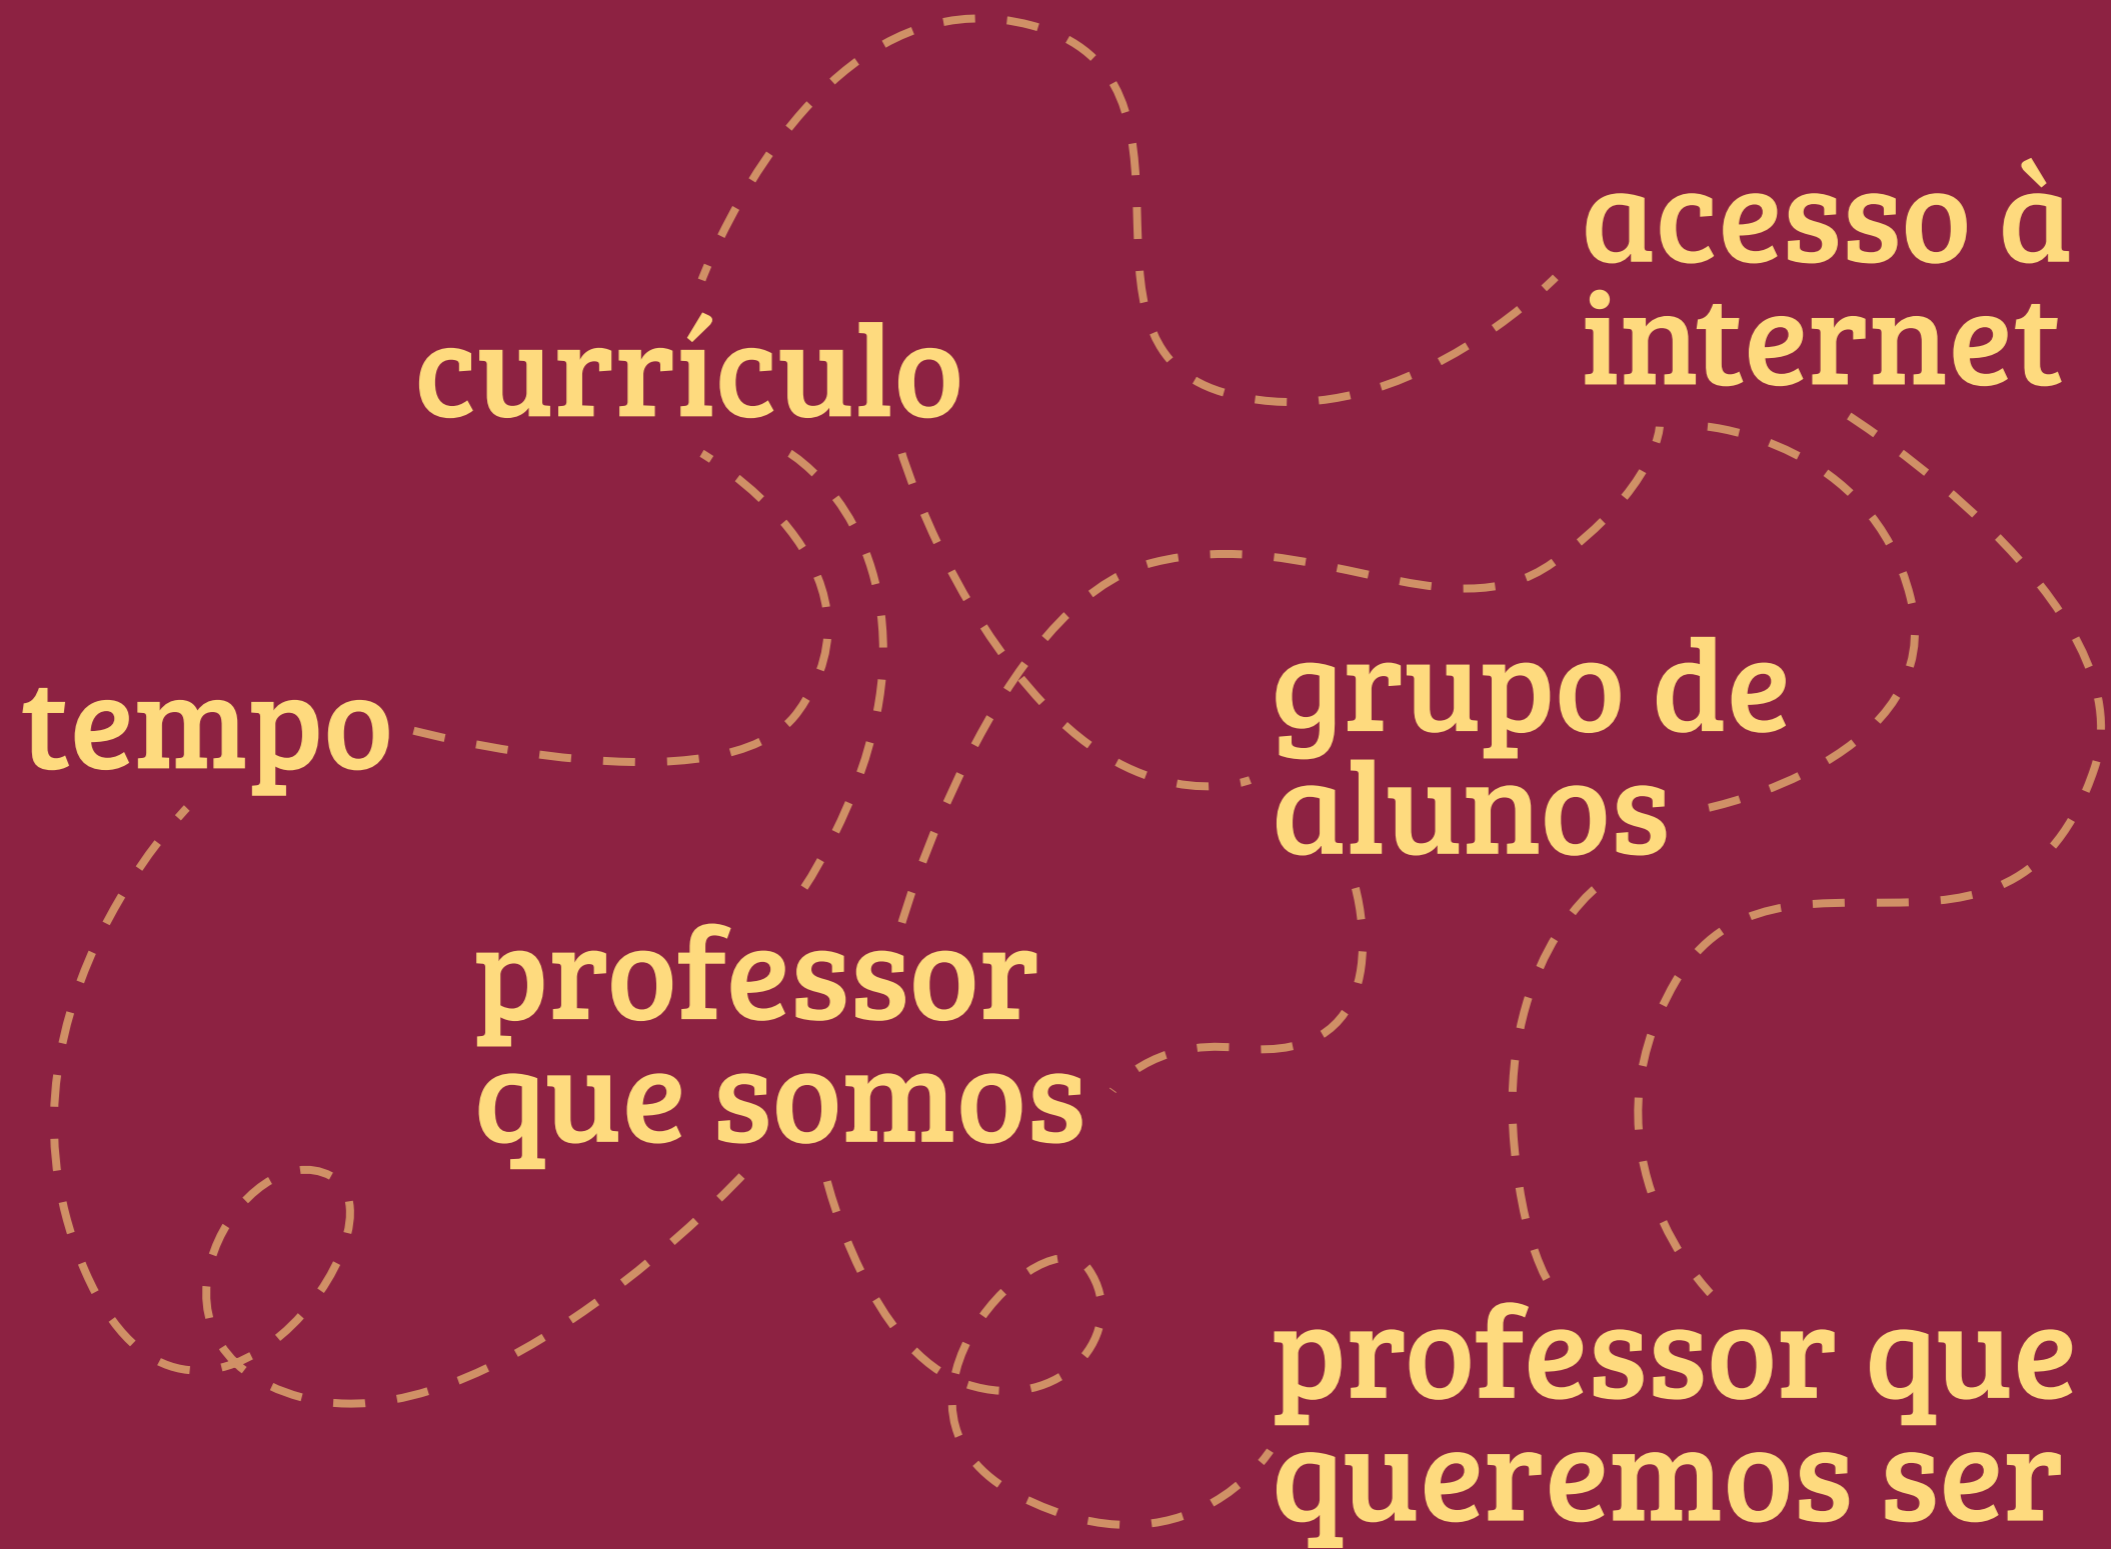 acesso à
internet
currículo
grupo de
alunos
tempo
professor
que somos
professor que
queremos ser